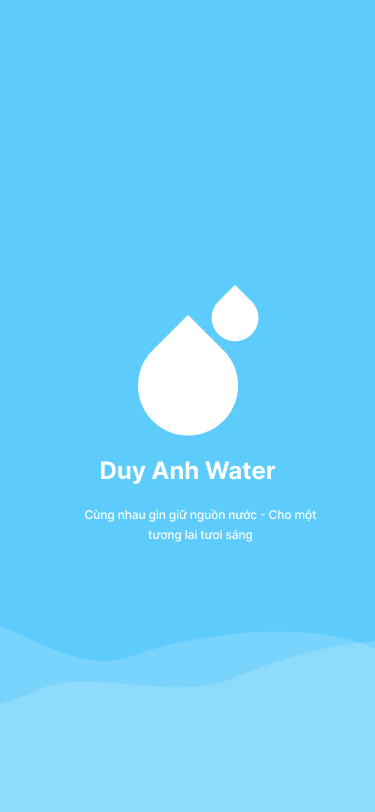 Duy Anh Water
Cùng nhau gìn giữ nguồn nước - Cho một
tương lai tươi sáng